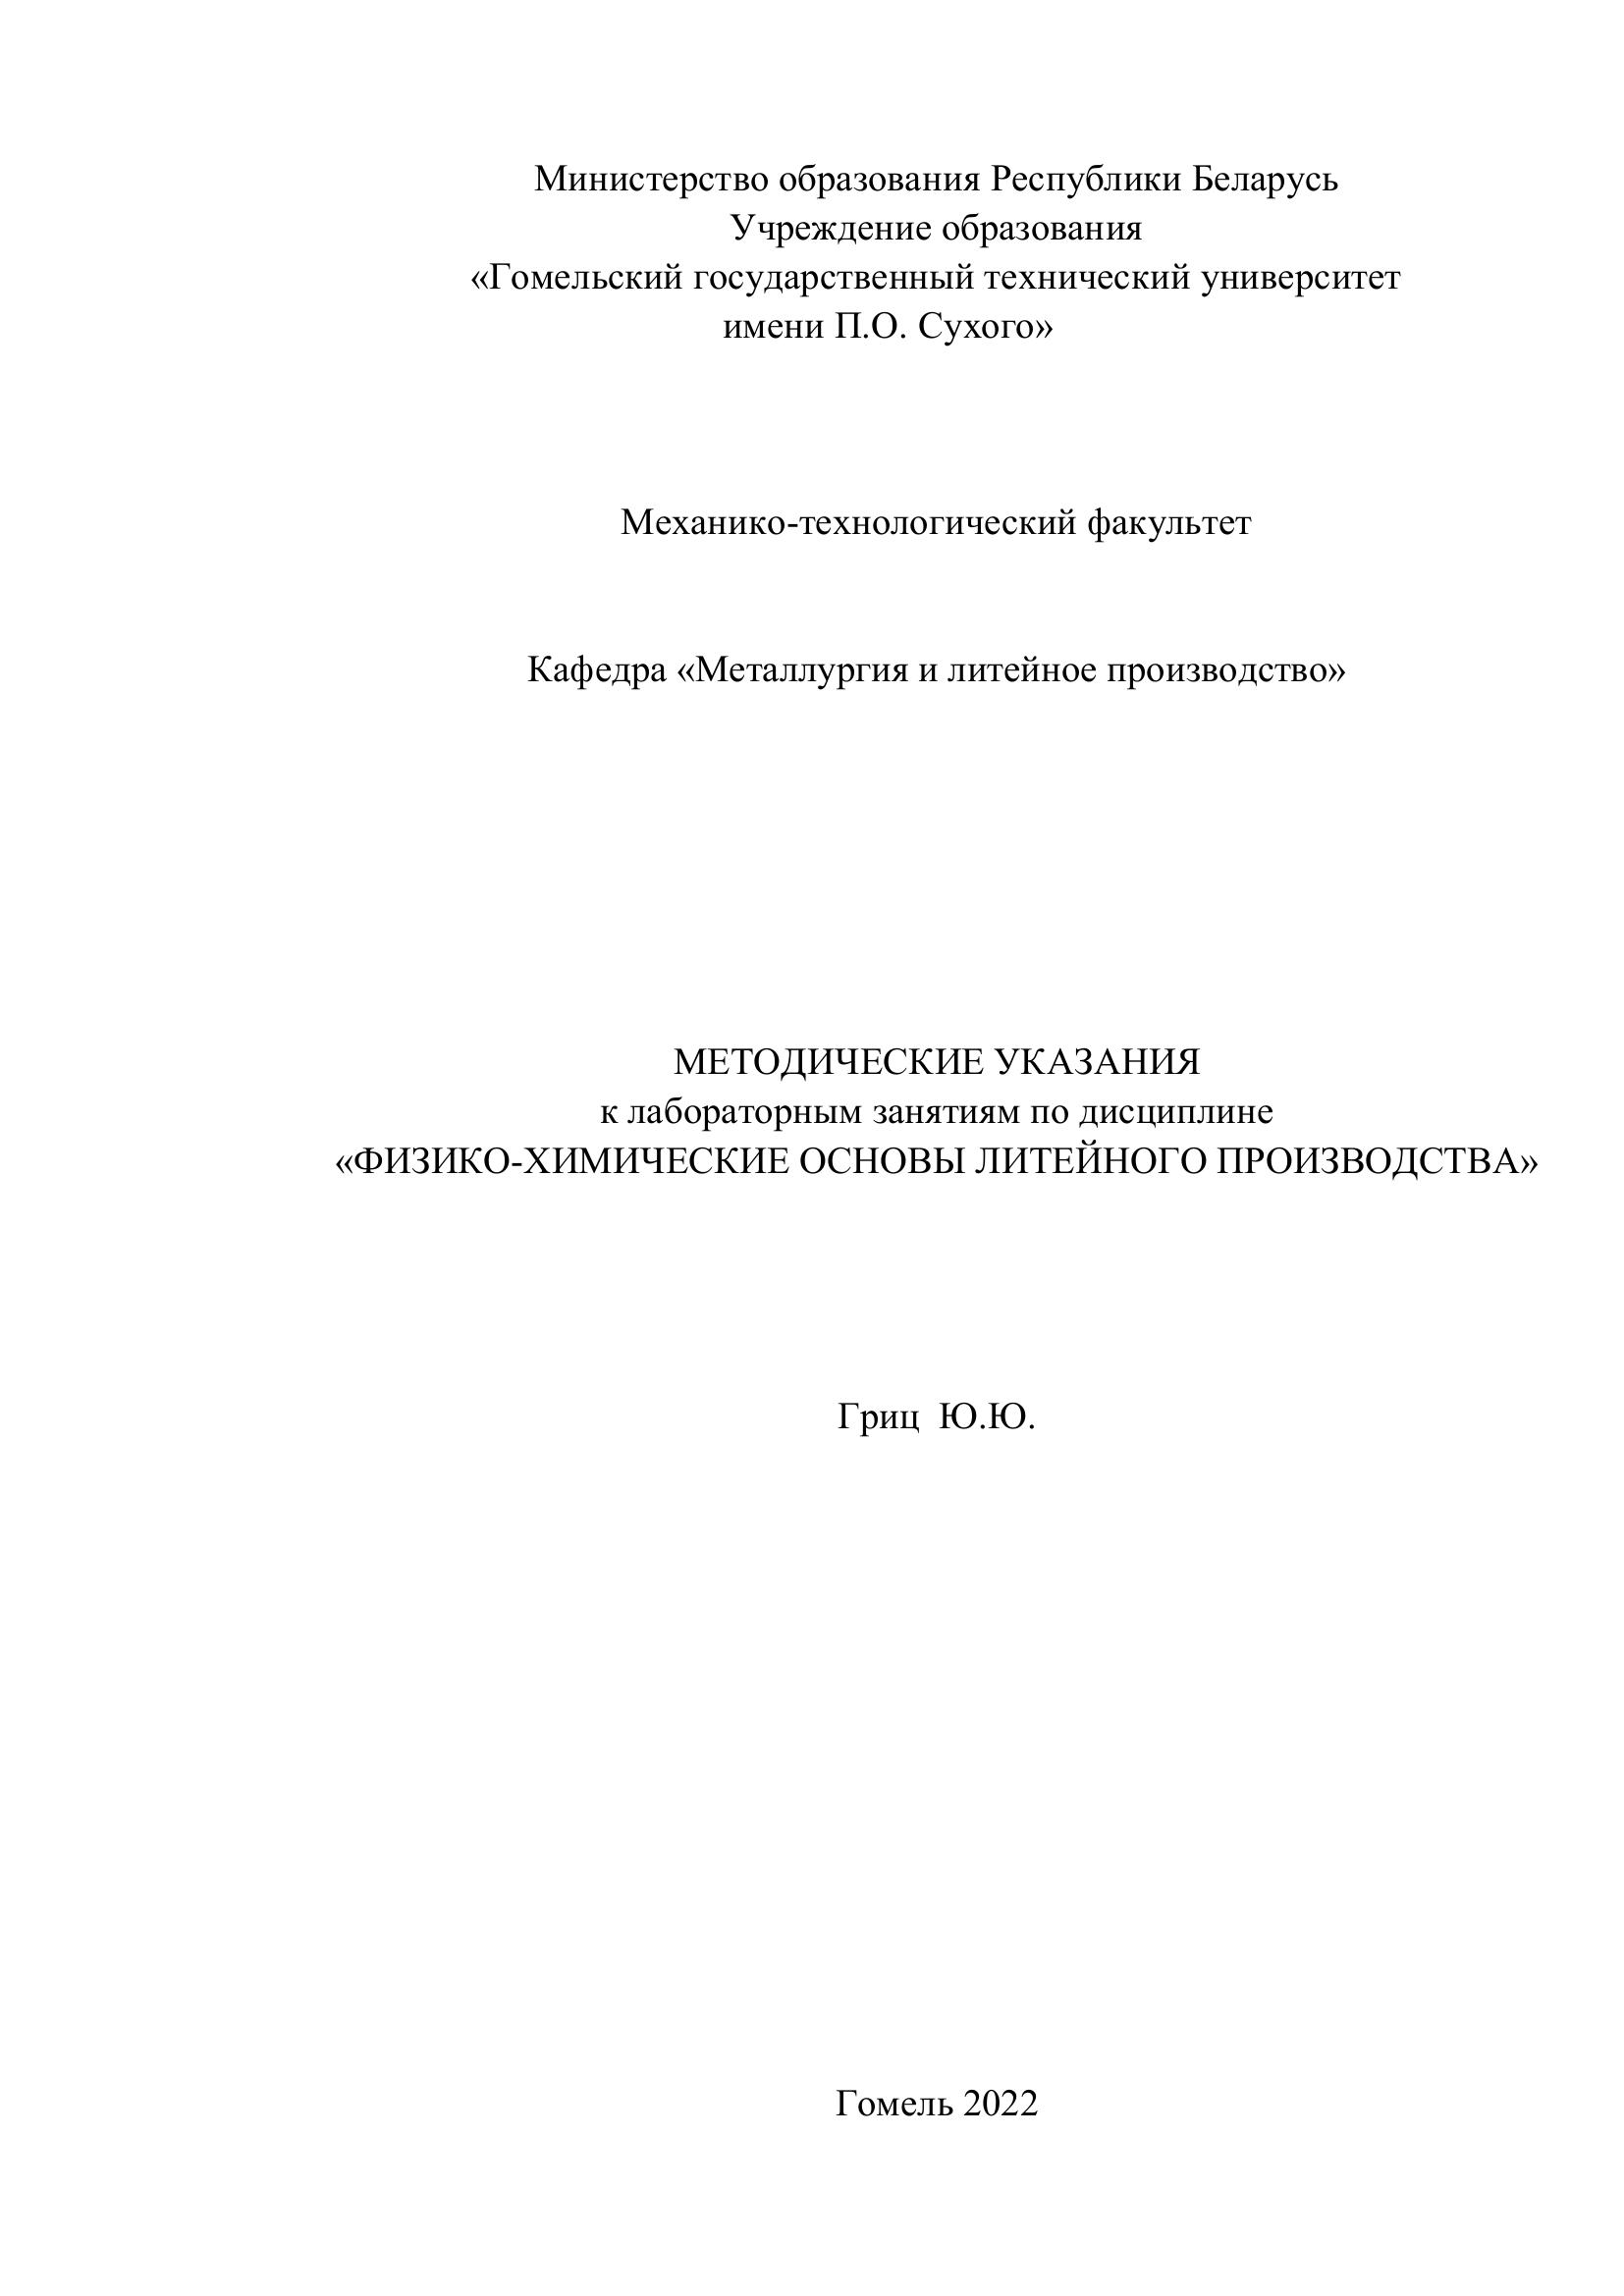 Министерство образования Республики Беларусь
Учреждение образования
«Гомельский государственный технический университет
имени П.О. Сухого»
Механико-технологический факультет
Кафедра «Металлургия и литейное производство»
МЕТОДИЧЕСКИЕ УКАЗАНИЯ
к лабораторным занятиям по дисциплине
«ФИЗИКО-ХИМИЧЕСКИЕ ОСНОВЫ ЛИТЕЙНОГО ПРОИЗВОДСТВА»
Гриц Ю.Ю.
Гомель 2022